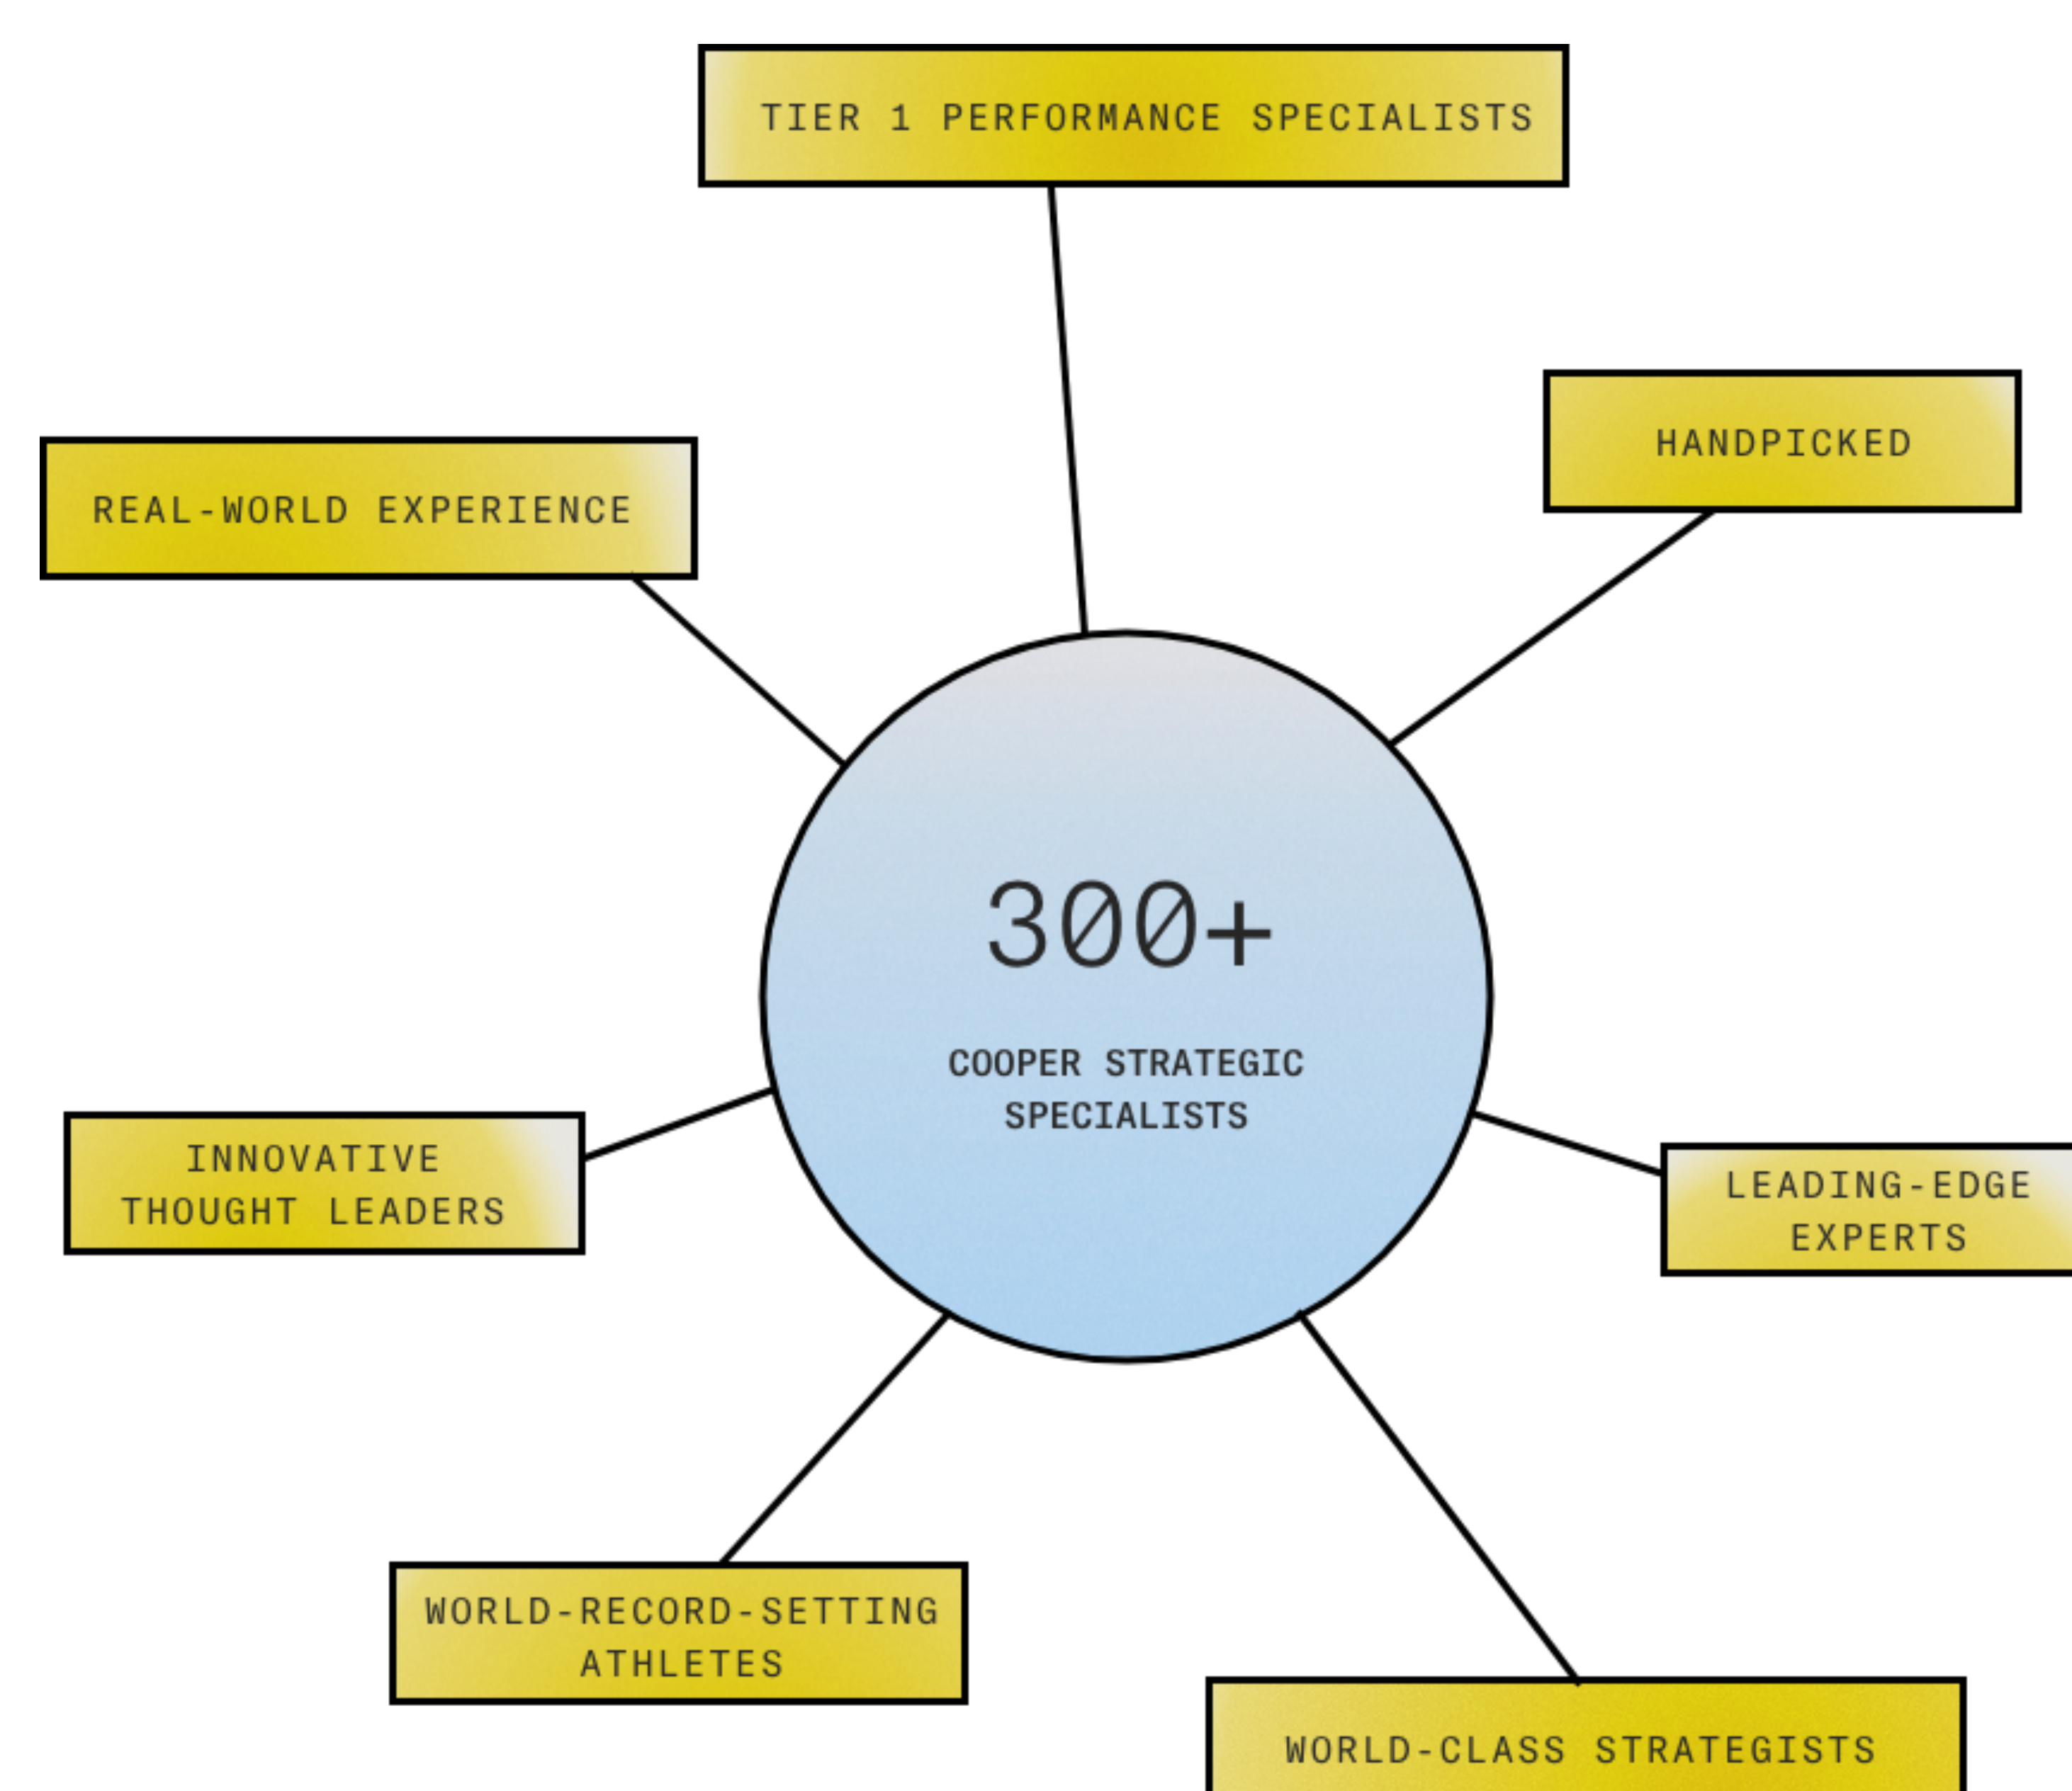 TIER 1 PERFORMANCE SPECIALISTS
HANDPICKED
REAL-WORLD EXPERIENCE
300+
COOPER STRATEGIC
SPECIALISTS
INNOVATIVE
THOUGHT LEADERS
LEADING-EDGE
EXPERTS
WORLD-RECORD-SETTING
ATHLETES
WORLD-CLASS STRATEGISTS